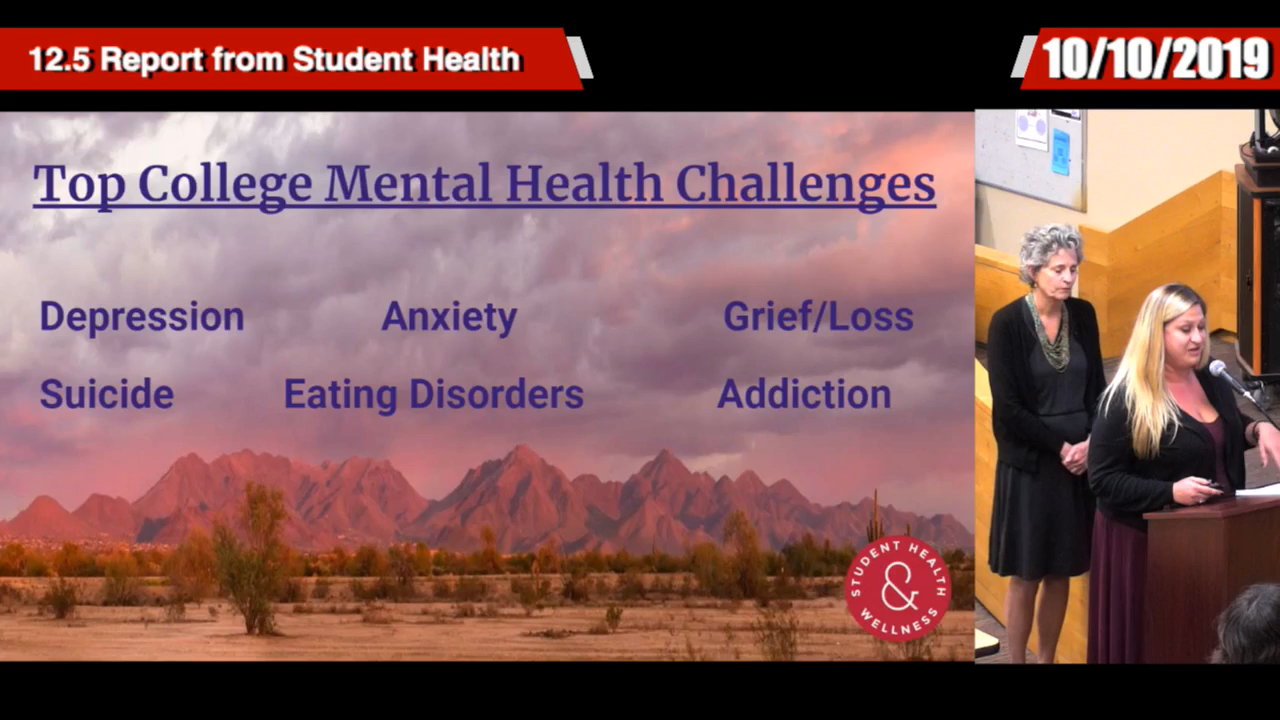 12.5 Report from Student Health
10/10/2019
Top College Mental Health Challenges
Depression Anxiety Grief/Loss
Suicide Eating Disorders Addiction
STUDENT HEALTH
&
WELLNESS